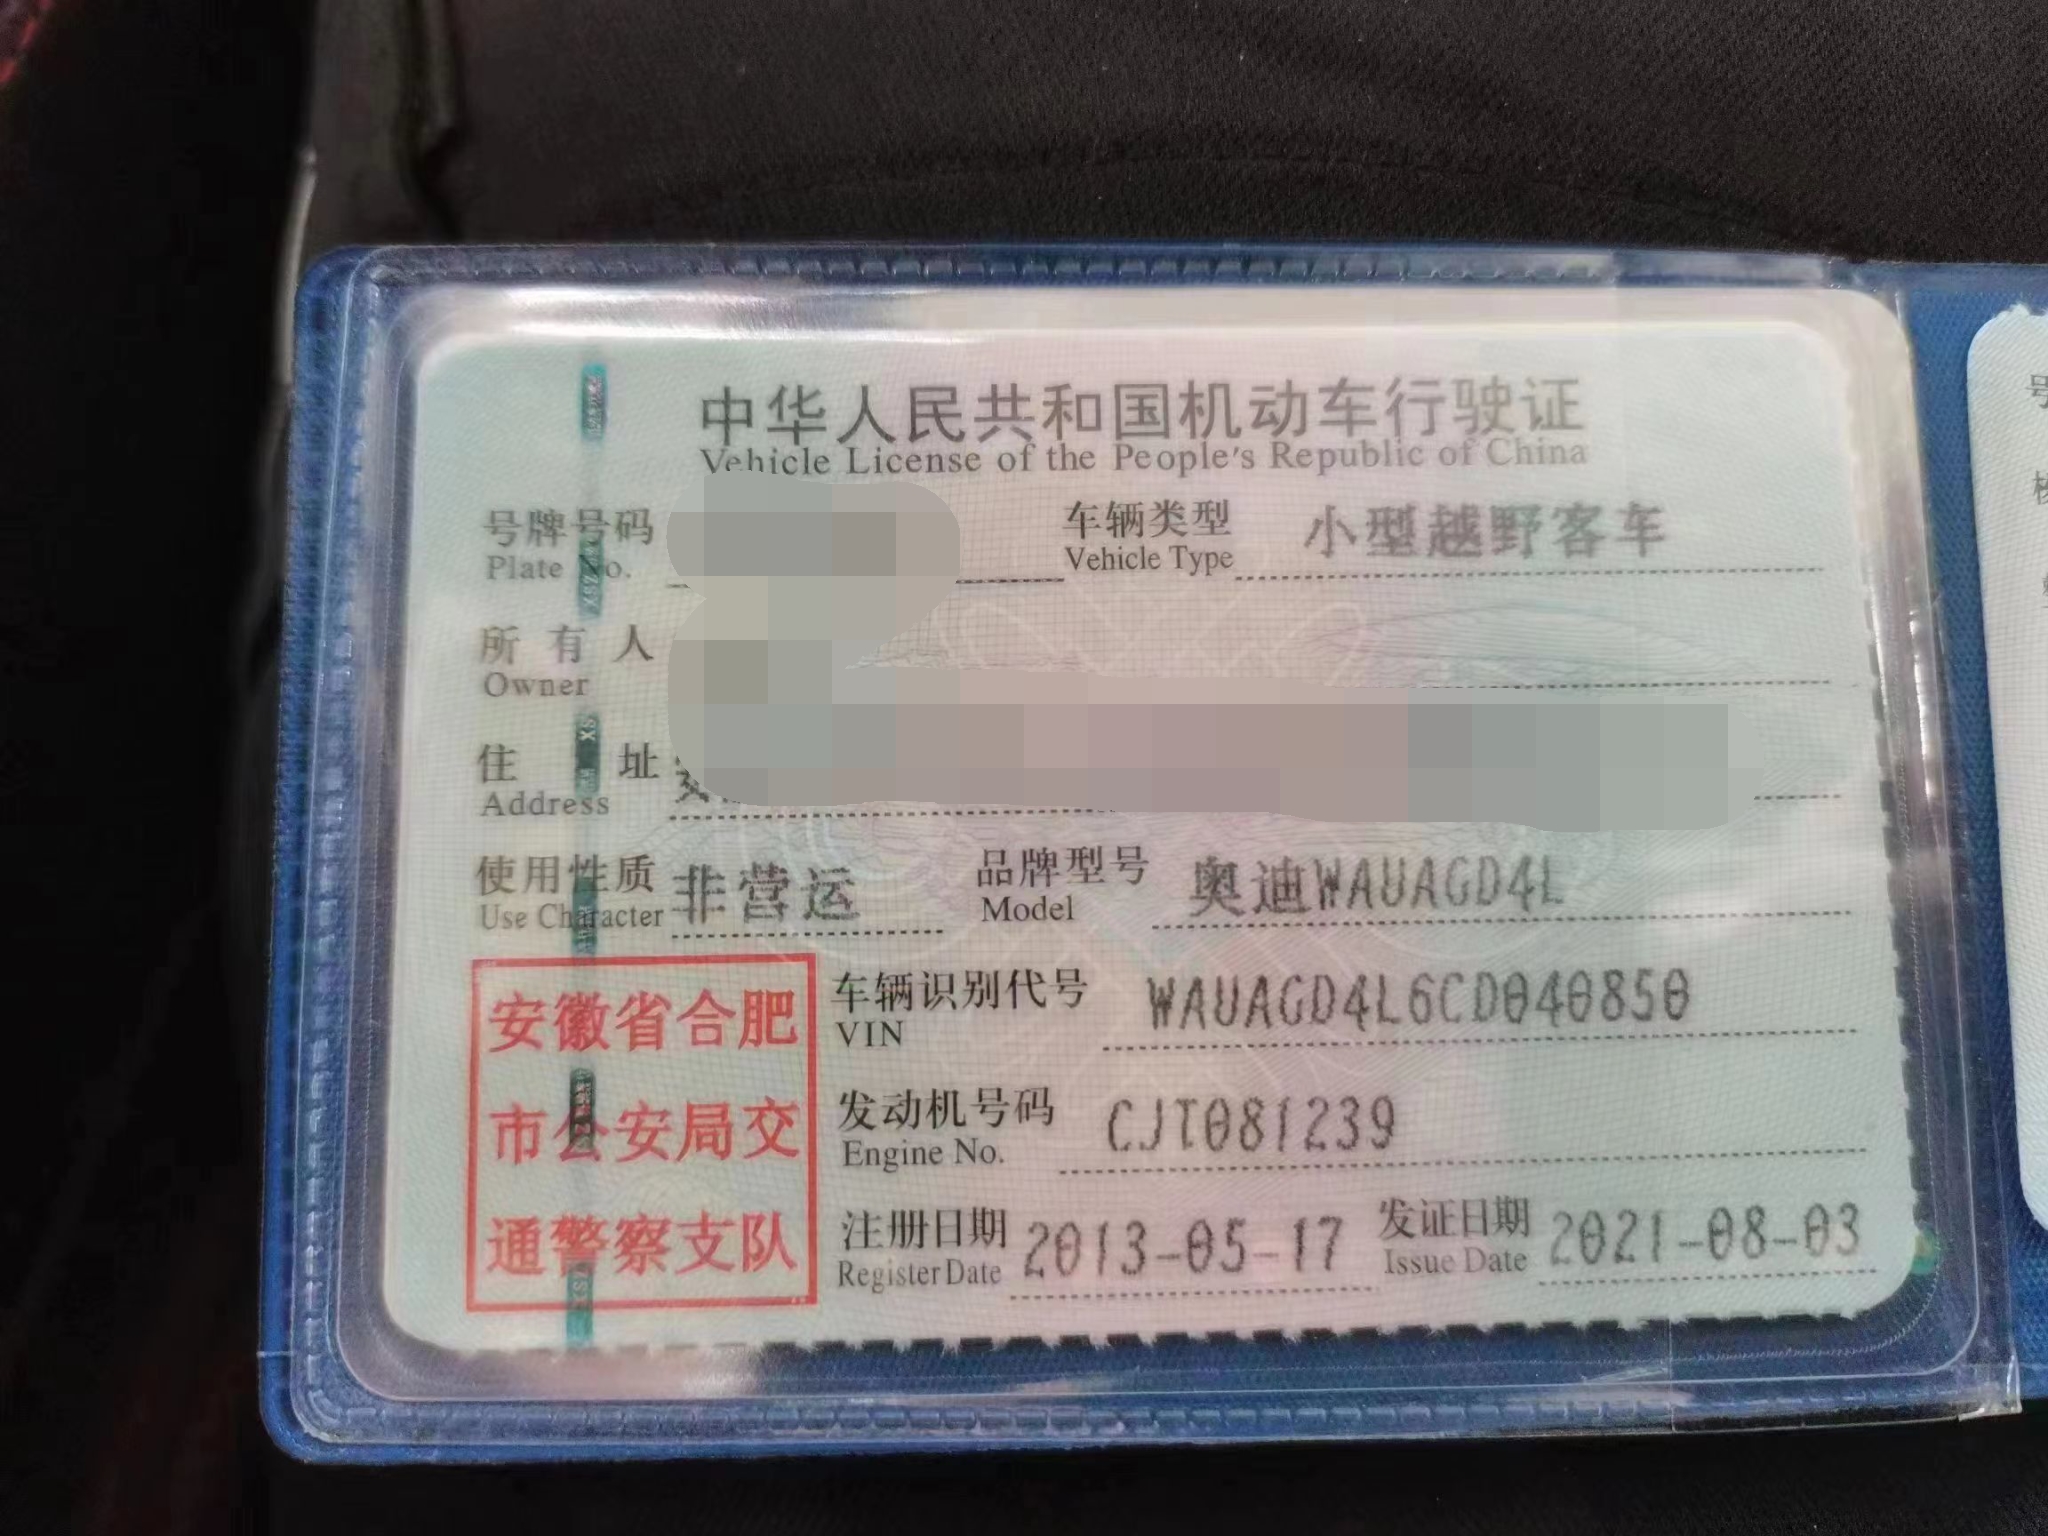 中华人民共和国机动车行驶证
Vehicle License of the People's Republic of China
号牌号码
Plate No.
车辆类型 小型越野客车
Vehicle Type
所有人
Owner
住址
Address
使用性质 非营运
Use Character
品牌型号 奥迪WAUAGD4L
Model
车辆识别代号 WAUAGD4L6CD040850
VIN
发动机号码 CJT081239
Engine No.
注册日期 2013-05-17
Register Date
发证日期 2021-08-03
Issue Date
安徽省合肥
市公安局交
通警察支队
号